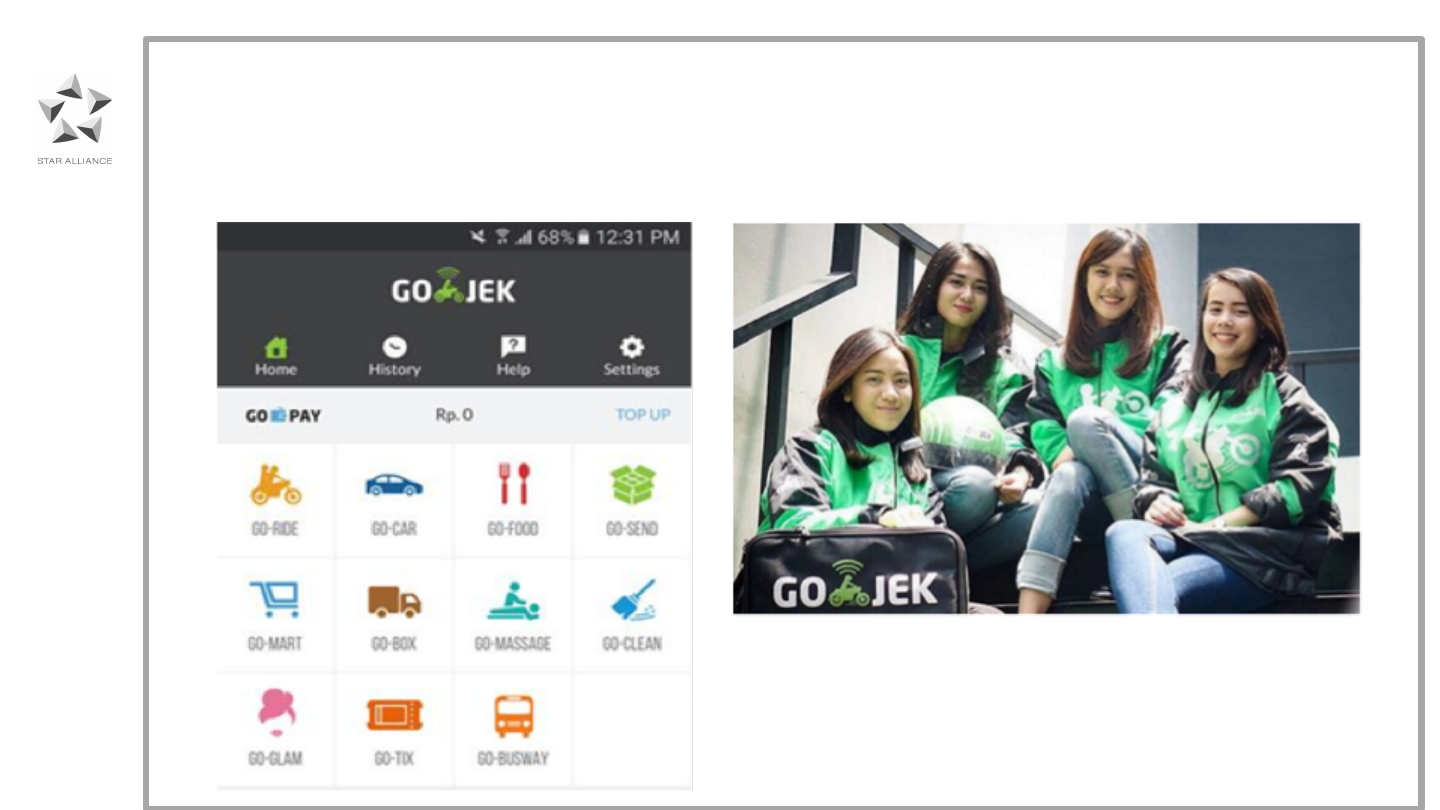 STAR ALLIANCE
68% 12:31 PM
GO JEK
Home History Help Settings
GO PAY Rp. 0 TOP UP
GO-RIDE GO-CAR GO-FOOD GO-SEND
GO-MART GO-BOX GO-MASSAGE GO-CLEAN
GO-GLAM GO-TIX GO-BUSWAY
GO JEK